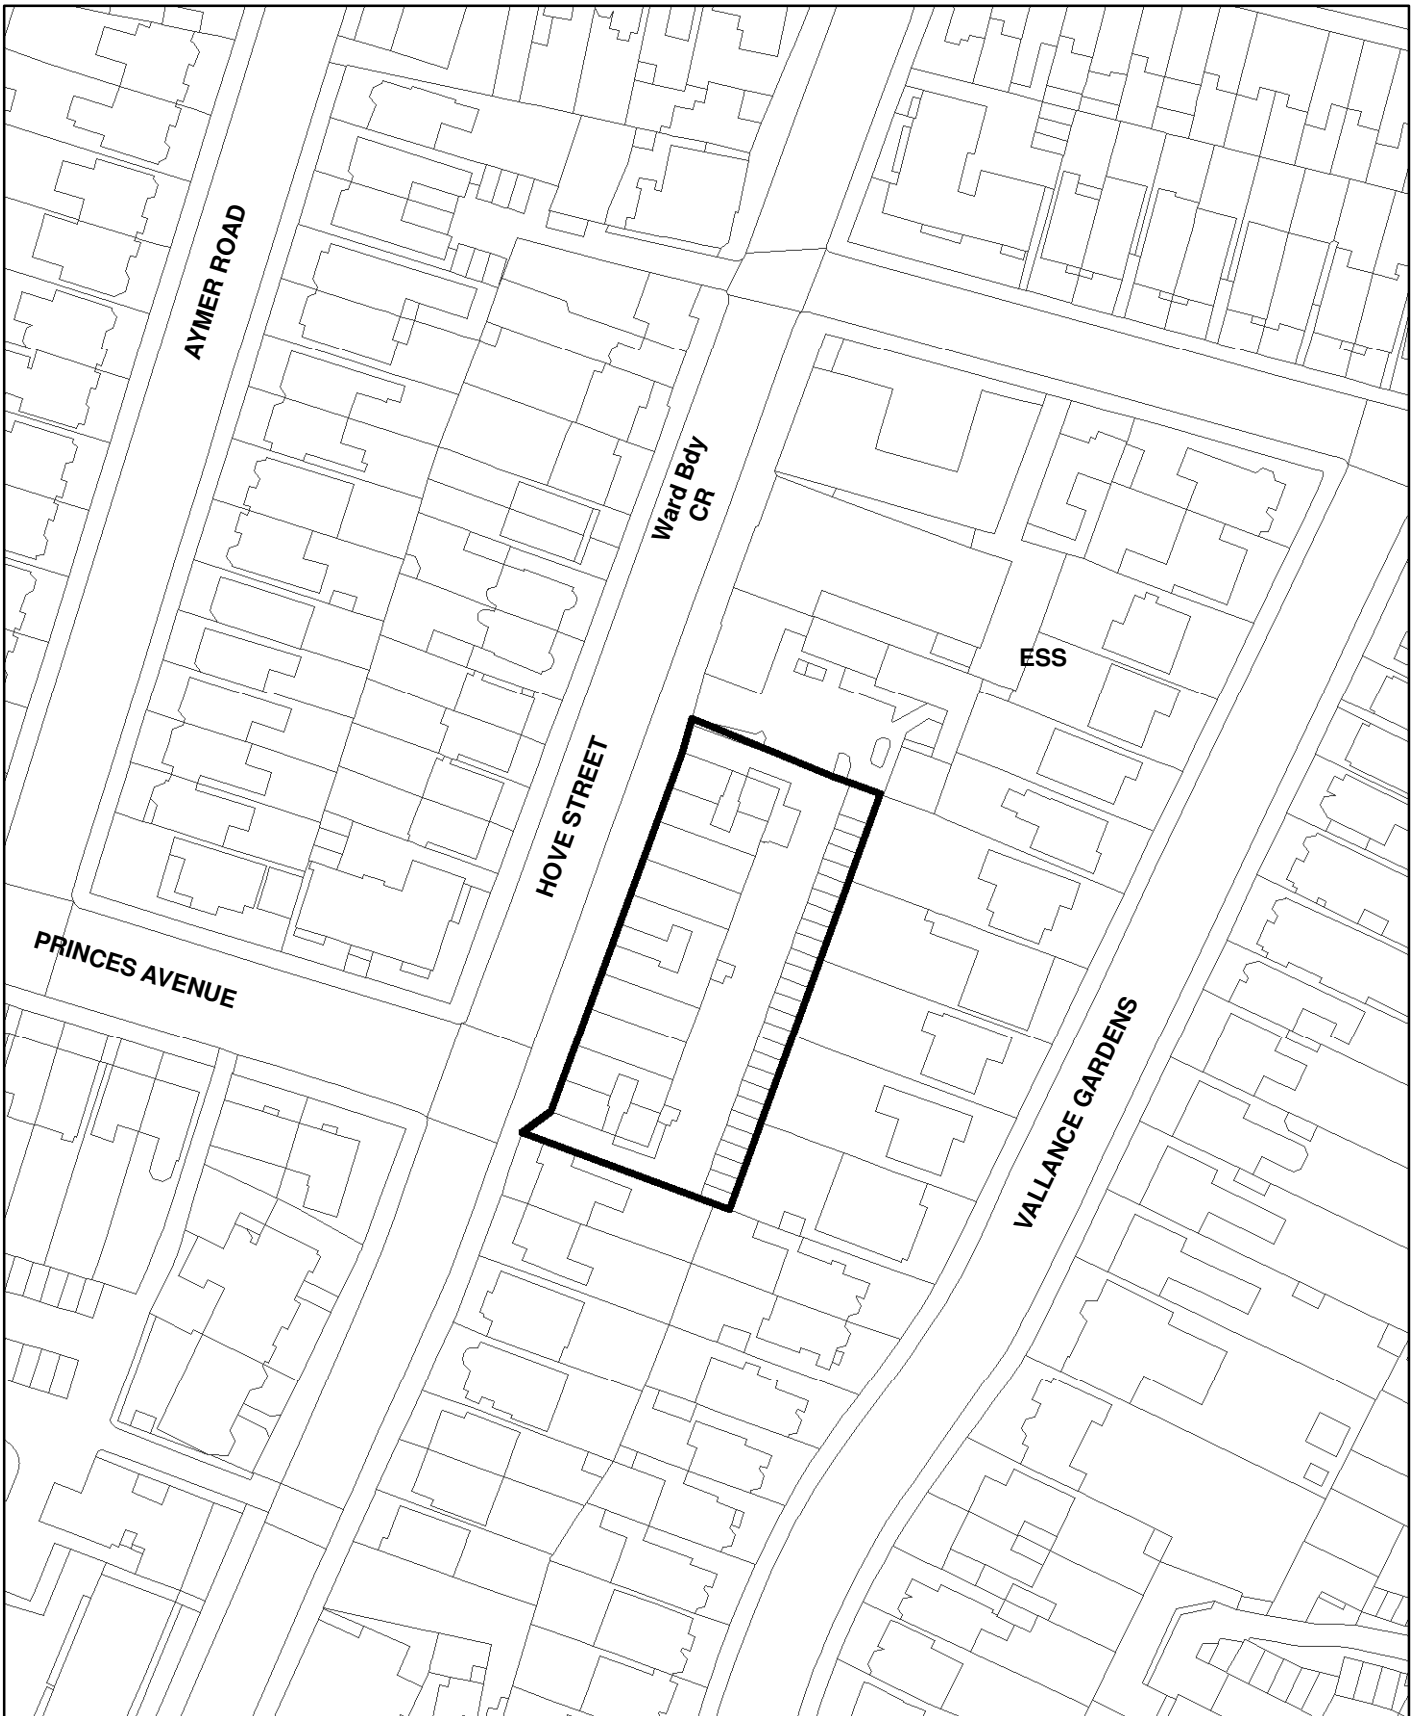 AYMER ROAD
Ward Bdy
CR
ESS
HOVE STREET
PRINCES AVENUE
VALLANCE GARDENS